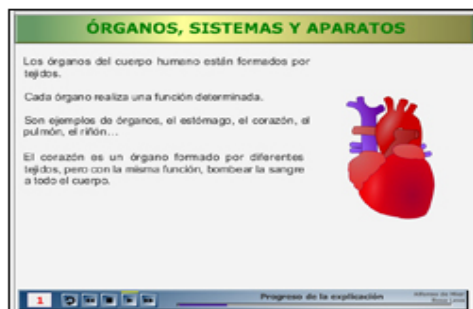 ÓRGANOS, SISTEMAS Y APARATOS
Los órganos del cuerpo humano están formados por
tejidos.
Cada órgano realiza una función determinada.
Son ejemplos de órganos, el estómago, el corazón, el
pulmón, el riñón...
El corazón es un órgano formado por diferentes
tejidos, pero con la misma función, bombear la sangre
a todo el cuerpo.
1
Progreso de la explicación